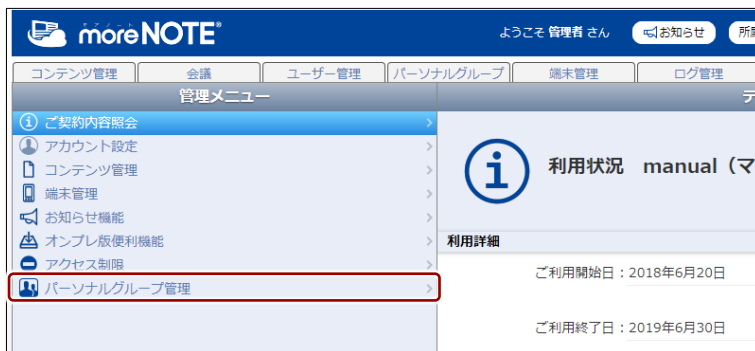 モアノート
moreNOTE®
ようこそ 管理者 さん
お知らせ
コンテンツ管理
会議
ユーザー管理
パーソナルグループ
端末管理
ログ管理
管理メニュー
ご契約内容照会
アカウント設定
コンテンツ管理
端末管理
お知らせ機能
オンプレ版便利機能
アクセス制限
パーソナルグループ管理
利用状況 manual（マ
利用詳細
ご利用開始日：2018年6月20日
ご利用終了日：2019年6月30日